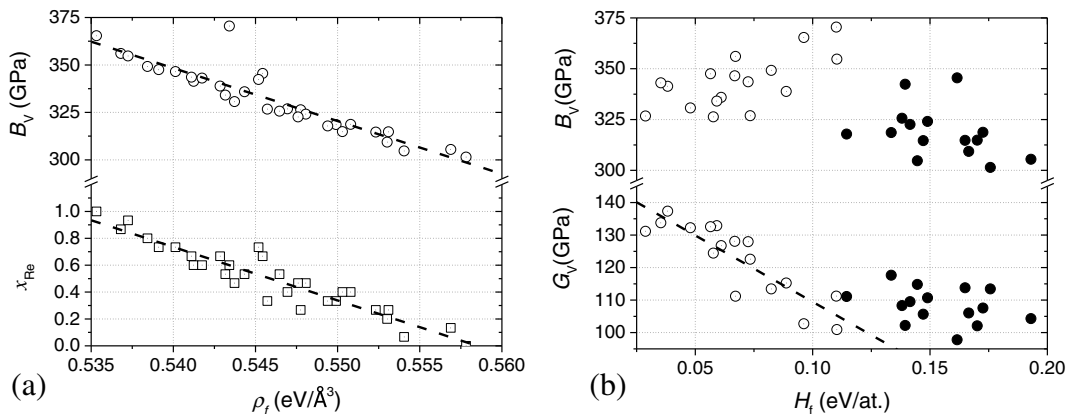 375
350
325
300
B_V (GPa)
1.0
0.8
0.6
0.4
0.2
0.0
x_Re
0.535 0.540 0.545 0.550 0.555 0.560
ρ_f (eV/Å³)
(a)
375
350
325
300
B_V(GPa)
130
120
110
100
G_V(GPa)
0.05 0.10 0.15 0.20
H_f (eV/at.)
(b)